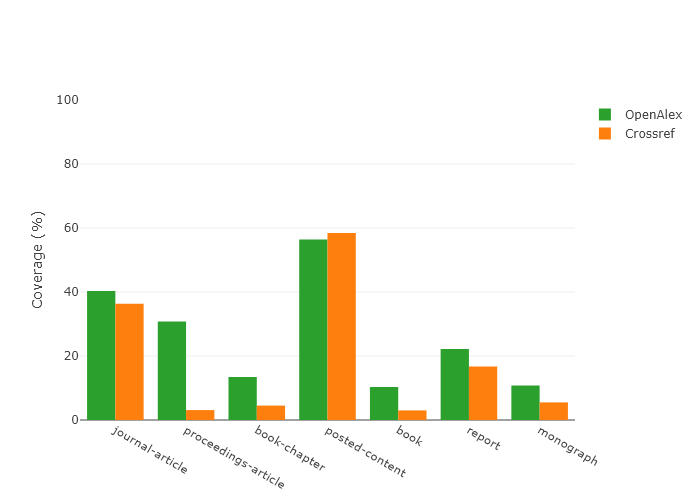 100
80
60
40
20
0
Coverage (%)
journal-article
proceedings-article
book-chapter
posted-content
book
report
monograph
OpenAlex
Crossref